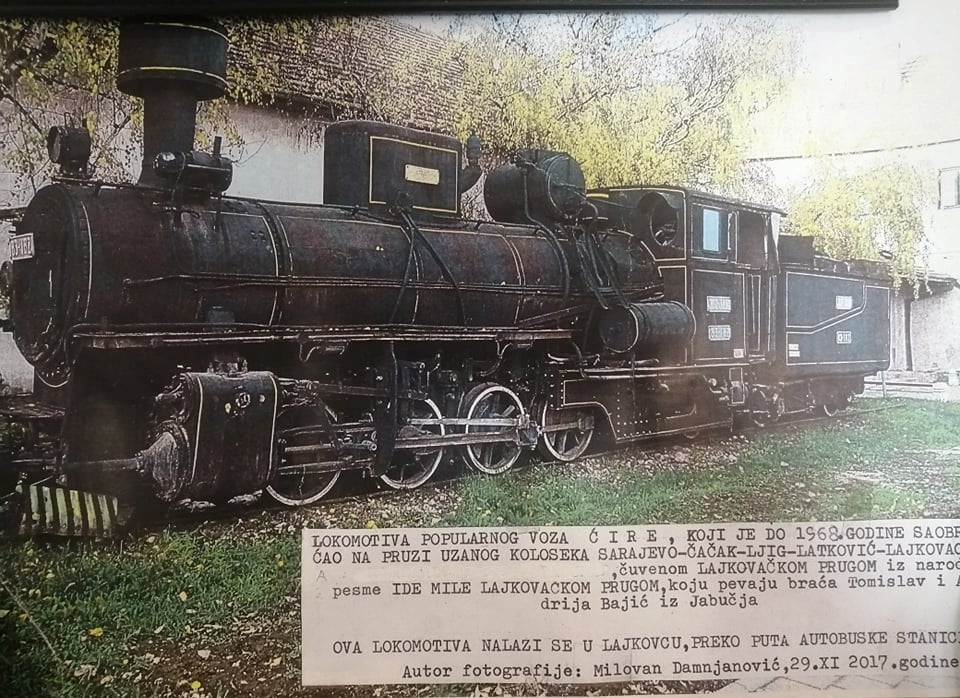 LOKOMOTIVA POPULARNOG VOZA Ć I R E , KOJI JE DO 1968.GODINE SAOBR
ĆAO NA PRUZI UZANOG KOLOSEKA SARAJEVO-ČAČAK-LJIG-LATKOVIĆ-LAJKOVAC
,čuvenom LAJKOVAČKOM PRUGOM iz narod
pesme IDE MILE LAJKOVACKOM PRUGOM,koju pevaju braća Tomislav i A
drija Bajić iz Jabučja
OVA LOKOMOTIVA NALAZI SE U LAJKOVCU,PREKO PUTA AUTOBUSKE STANIC
Autor fotografije: Milovan Damnjanović,29.XI 2017.godine